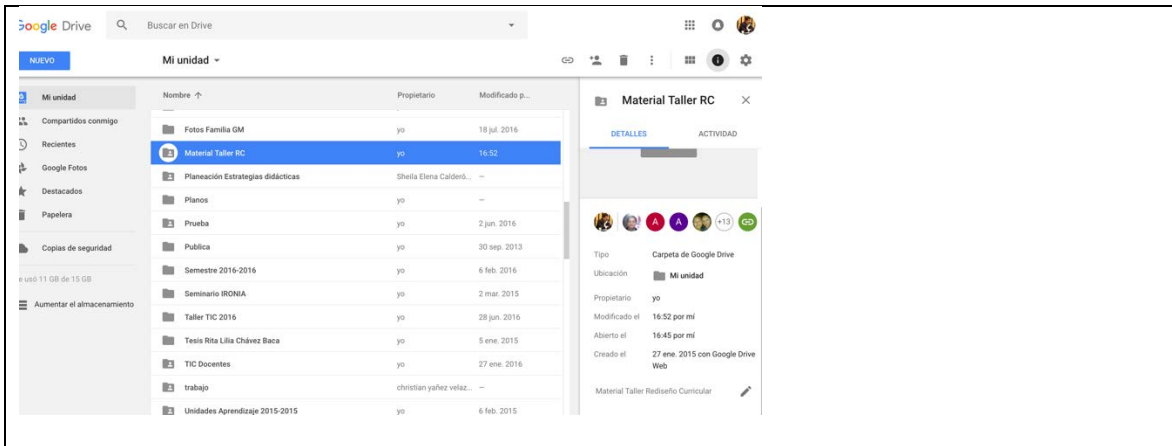 Google Drive Buscar en Drive
NUEVO Mi unidad
Mi unidad
Compartidos conmigo
Recientes
Google Fotos
Destacados
Papelera
Copias de seguridad
usó 11 GB de 15 GB
Aumentar el almacenamiento
Nombre Propietario Modificado p...
Fotos Familia GM yo 18 jul. 2016
Material Taller RC yo 16:52
Planeación Estrategias didácticas Sheila Elena Calderó... —
Planos yo —
Prueba yo 2 jun. 2016
Publica yo 30 sep. 2013
Semestre 2016-2016 yo 6 feb. 2016
Seminario IRONIA yo 2 mar. 2015
Taller TIC 2016 yo 28 jun. 2016
Tesis Rita Lilia Chávez Baca yo 5 ene. 2015
TIC Docentes yo 27 ene. 2016
trabajo christian yañez velaz... —
Unidades Aprendizaje 2015-2015 yo 6 feb. 2015
Material Taller RC
DETALLES ACTIVIDAD
A A +13
Tipo Carpeta de Google Drive
Ubicación Mi unidad
Propietario yo
Modificado el 16:52 por mí
Abierto el 16:45 por mí
Creado el 27 ene. 2015 con Google Drive
Web
Material Taller Rediseño Curricular